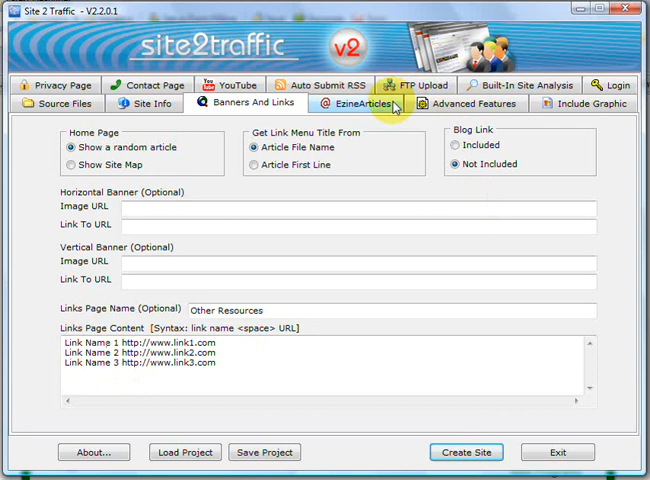 Site 2 Traffic - V2.2.0.1
site2traffic v2
Privacy Page Contact Page You Tube YouTube Auto Submit RSS FTP Upload Built-In Site Analysis Login
Source Files Site Info Banners And Links @ EzineArticles Advanced Features Include Graphic
Home Page
Show a random article
Show Site Map
Get Link Menu Title From
Article File Name
Article First Line
Blog Link
Included
Not Included
Horizontal Banner (Optional)
Image URL
Link To URL
Vertical Banner (Optional)
Image URL
Link To URL
Links Page Name (Optional) Other Resources
Links Page Content [Syntax: link name <space> URL]
Link Name 1 http://www.link1.com
Link Name 2 http://www.link2.com
Link Name 3 http://www.link3.com
About... Load Project Save Project Create Site Exit